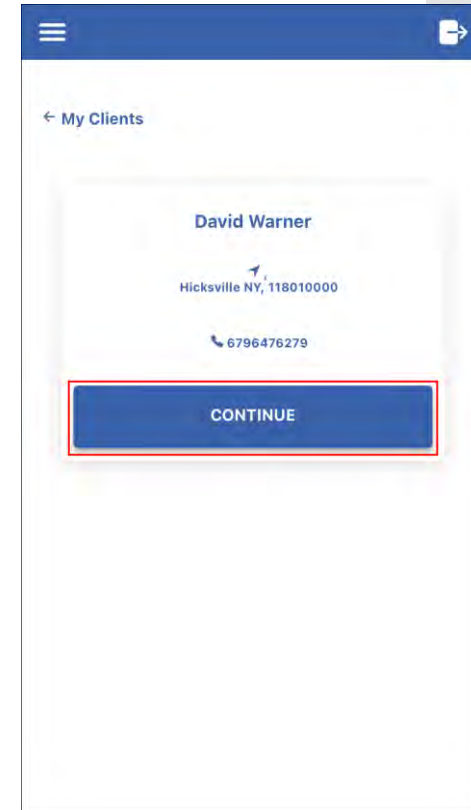 ← My Clients
David Warner
,
Hicksville NY, 118010000
6796476279
CONTINUE